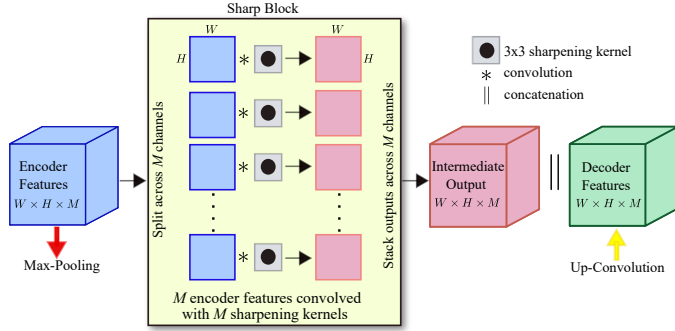 Sharp Block
W
W
H
*
H
*
*
*
Split across M channels
Stack outputs across M channels
M encoder features convolved
with M sharpening kernels
Encoder
Features
W × H × M
Max-Pooling
Intermediate
Output
W × H × M
||
Decoder
Features
W × H × M
Up-Convolution
3x3 sharpening kernel
* convolution
|| concatenation